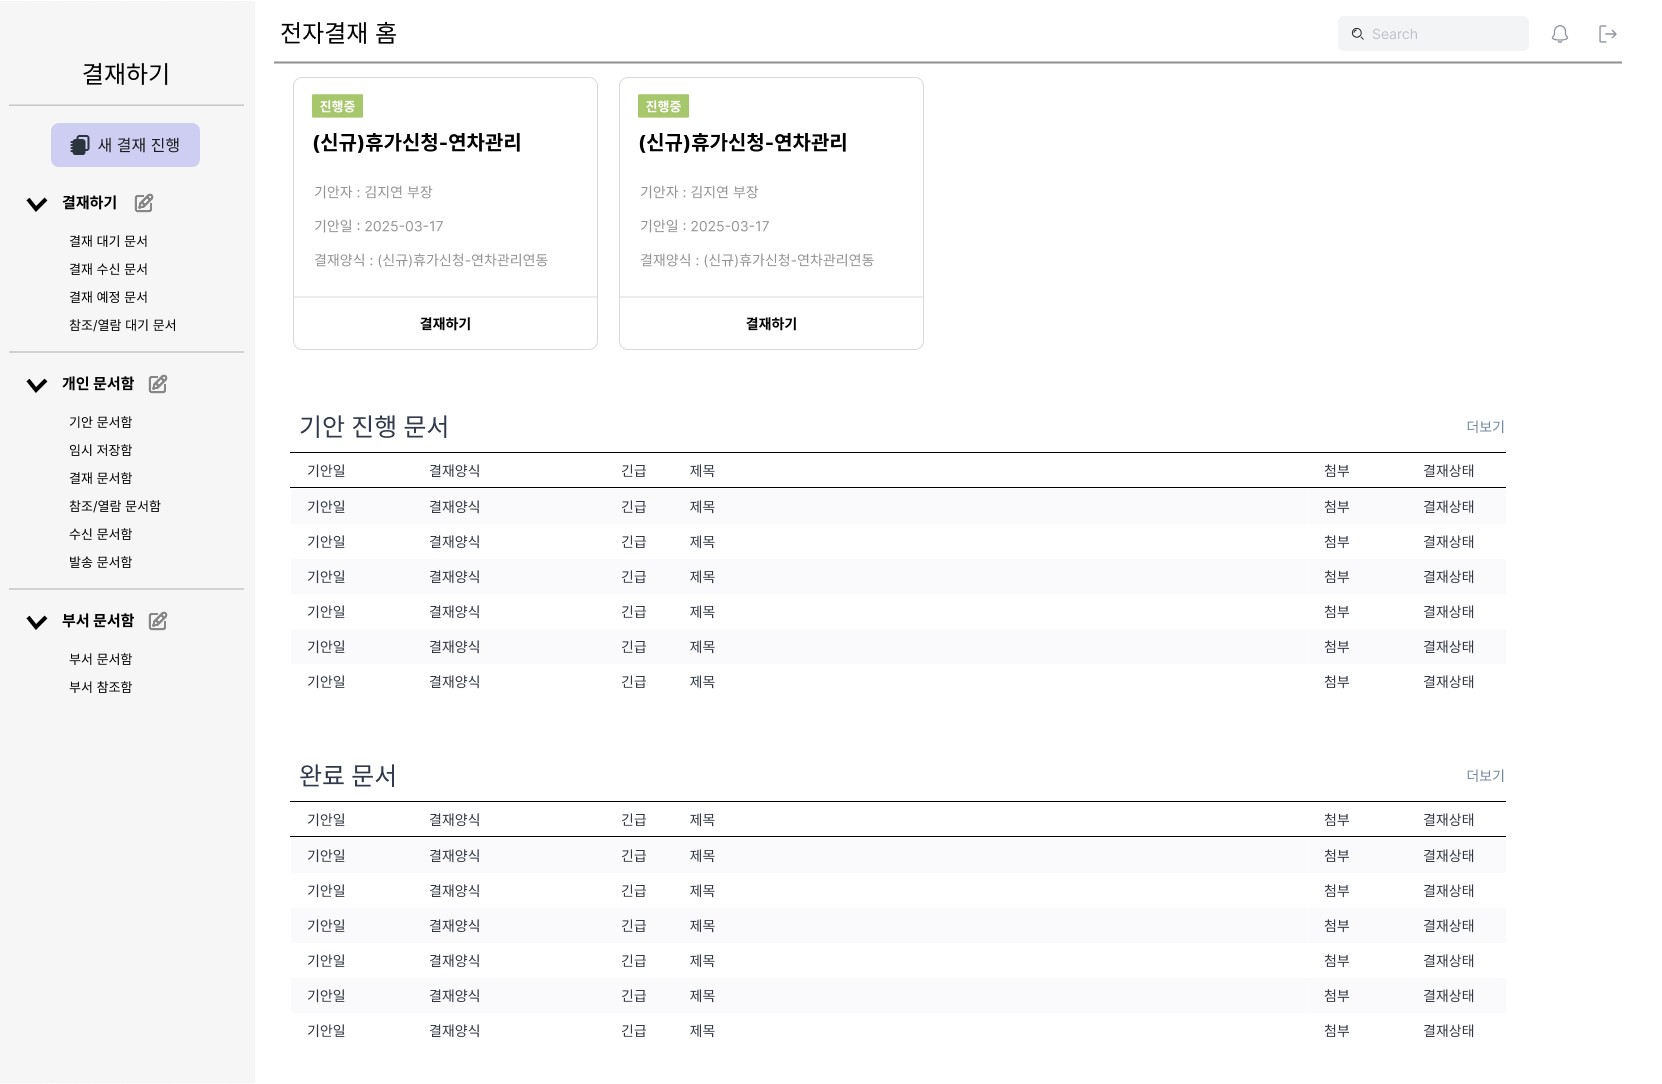 결재하기
새 결재 진행
결재하기
결재 대기 문서
결재 수신 문서
결재 예정 문서
참조/열람 대기 문서
개인 문서함
기안 문서함
임시 저장함
결재 문서함
참조/열람 문서함
수신 문서함
발송 문서함
부서 문서함
부서 문서함
부서 참조함
전자결재 홈
Search
진행중
(신규)휴가신청-연차관리
기안자 : 김지연 부장
기안일 : 2025-03-17
결재양식 : (신규)휴가신청-연차관리연동
결재하기
진행중
(신규)휴가신청-연차관리
기안자 : 김지연 부장
기안일 : 2025-03-17
결재양식 : (신규)휴가신청-연차관리연동
결재하기
기안 진행 문서 더보기
기안일 결재양식 긴급 제목 첨부 결재상태
기안일 결재양식 긴급 제목 첨부 결재상태
기안일 결재양식 긴급 제목 첨부 결재상태
기안일 결재양식 긴급 제목 첨부 결재상태
기안일 결재양식 긴급 제목 첨부 결재상태
기안일 결재양식 긴급 제목 첨부 결재상태
기안일 결재양식 긴급 제목 첨부 결재상태
완료 문서 더보기
기안일 결재양식 긴급 제목 첨부 결재상태
기안일 결재양식 긴급 제목 첨부 결재상태
기안일 결재양식 긴급 제목 첨부 결재상태
기안일 결재양식 긴급 제목 첨부 결재상태
기안일 결재양식 긴급 제목 첨부 결재상태
기안일 결재양식 긴급 제목 첨부 결재상태
기안일 결재양식 긴급 제목 첨부 결재상태